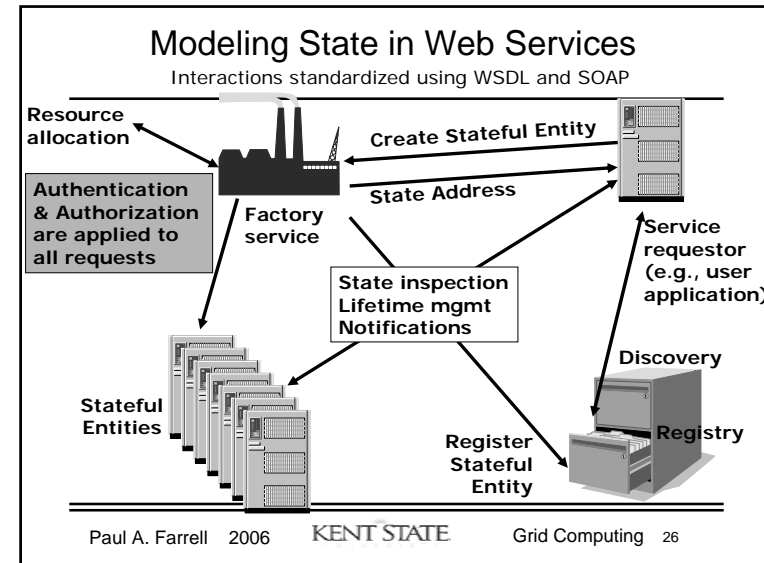 Modeling State in Web Services
Interactions standardized using WSDL and SOAP
Resource
allocation
Create Stateful Entity
State Address
Authentication
& Authorization
are applied to
all requests
Factory
service
Service
requestor
(e.g., user
application)
State inspection
Lifetime mgmt
Notifications
Discovery
Stateful
Entities
Registry
Register
Stateful
Entity
Paul A. Farrell 2006
KENT STATE
Grid Computing 26